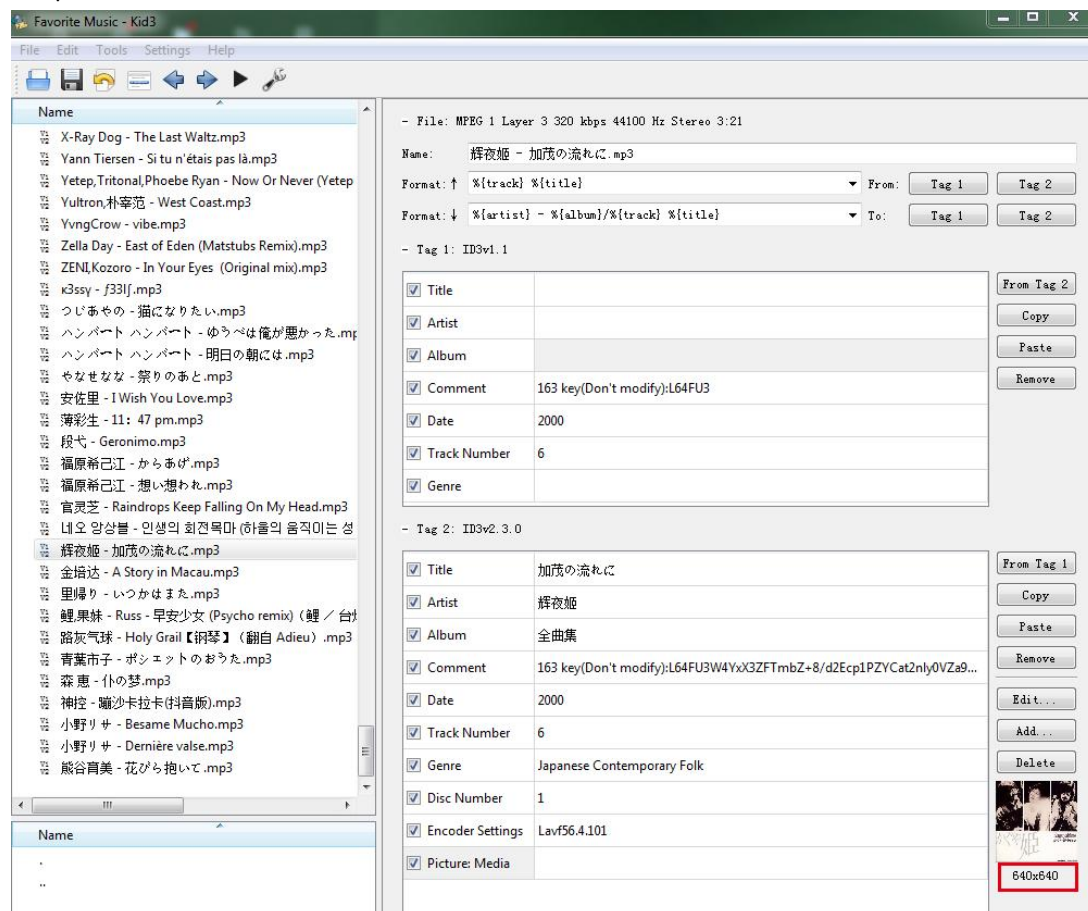 Favorite Music - Kid3
File Edit Tools Settings Help
Name
X-Ray Dog - The Last Waltz.mp3
Yann Tiersen - Si tu n'étais pas là.mp3
Yetep,Tritonal,Phoebe Ryan - Now Or Never (Yetep
Yultron,朴宰范 - West Coast.mp3
YvngCrow - vibe.mp3
Zella Day - East of Eden (Matstubs Remix).mp3
ZENI,Kozoro - In Your Eyes (Original mix).mp3
κ3ssγ - ƒ33lʃ.mp3
つじあやの - 猫になりたい.mp3
ハンバート ハンバート - ゆうべは俺が悪かった.mp
ハンバート ハンバート - 明日の朝には.mp3
やなせなな - 祭りのあと.mp3
安佐里 - I Wish You Love.mp3
薄彩生 - 11：47 pm.mp3
段弋 - Geronimo.mp3
福原希己江 - からあげ.mp3
福原希己江 - 想い想われ.mp3
官灵芝 - Raindrops Keep Falling On My Head.mp3
네오 앙상블 - 인생의 회전목마 (하울의 움직이는 성
輝夜姫 - 加茂の流れに.mp3
金培达 - A Story in Macau.mp3
里帰り - いつかはまた.mp3
鲤,果妹 - Russ - 早安少女 (Psycho remix)（鲤 ／ 台
路灰气球 - Holy Grail【钢琴】（翻自 Adieu）.mp3
青葉市子 - ポシェットのおうた.mp3
森 恵 - 仆の梦.mp3
神控 - 蹦沙卡拉卡(抖音版).mp3
小野リサ - Besame Mucho.mp3
小野リサ - Dernière valse.mp3
熊谷育美 - 花びら抱いて.mp3
Name
.
..
- File: MPEG 1 Layer 3 320 kbps 44100 Hz Stereo 3:21
Name: 輝夜姫 - 加茂の流れに.mp3
Format: ↑ %{track} %{title} From: Tag 1 Tag 2
Format: ↓ %{artist} - %{album}/%{track} %{title} To: Tag 1 Tag 2
- Tag 1: ID3v1.1
Title
Artist
Album
Comment 163 key(Don't modify):L64FU3
Date 2000
Track Number 6
Genre
From Tag 2
Copy
Paste
Remove
- Tag 2: ID3v2.3.0
Title 加茂の流れに
Artist 輝夜姫
Album 全曲集
Comment 163 key(Don't modify):L64FU3W4YxX3ZFTmbZ+8/d2Ecp1PZYCat2nly0VZa9...
Date 2000
Track Number 6
Genre Japanese Contemporary Folk
Disc Number 1
Encoder Settings Lavf56.4.101
Picture: Media
From Tag 1
Copy
Paste
Remove
Edit...
Add...
Delete
640x640